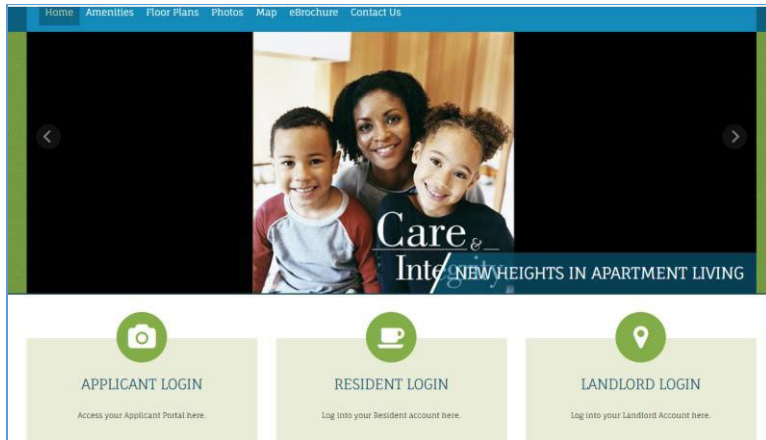 Home Amenities Floor Plans Photos Map eBrochure Contact Us
Care &
Integrity
NEW HEIGHTS IN APARTMENT LIVING
APPLICANT LOGIN
Access your Applicant Portal here.
RESIDENT LOGIN
Log into your Resident account here.
LANDLORD LOGIN
Log into your Landlord Account here.